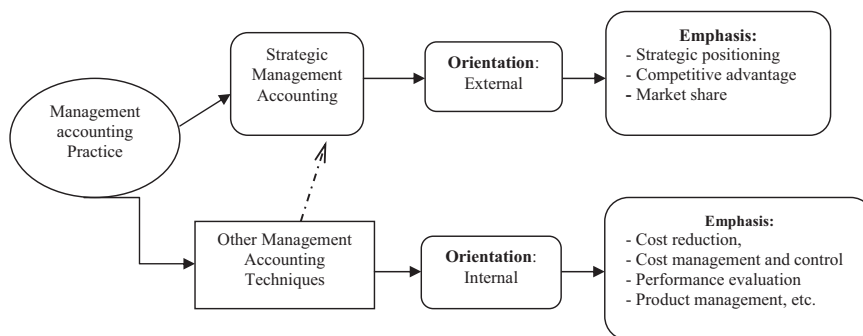 Management
accounting
Practice
Strategic
Management
Accounting
Orientation:
External
Emphasis:
- Strategic positioning
- Competitive advantage
- Market share
Other Management
Accounting
Techniques
Orientation:
Internal
Emphasis:
- Cost reduction,
- Cost management and control
- Performance evaluation
- Product management, etc.